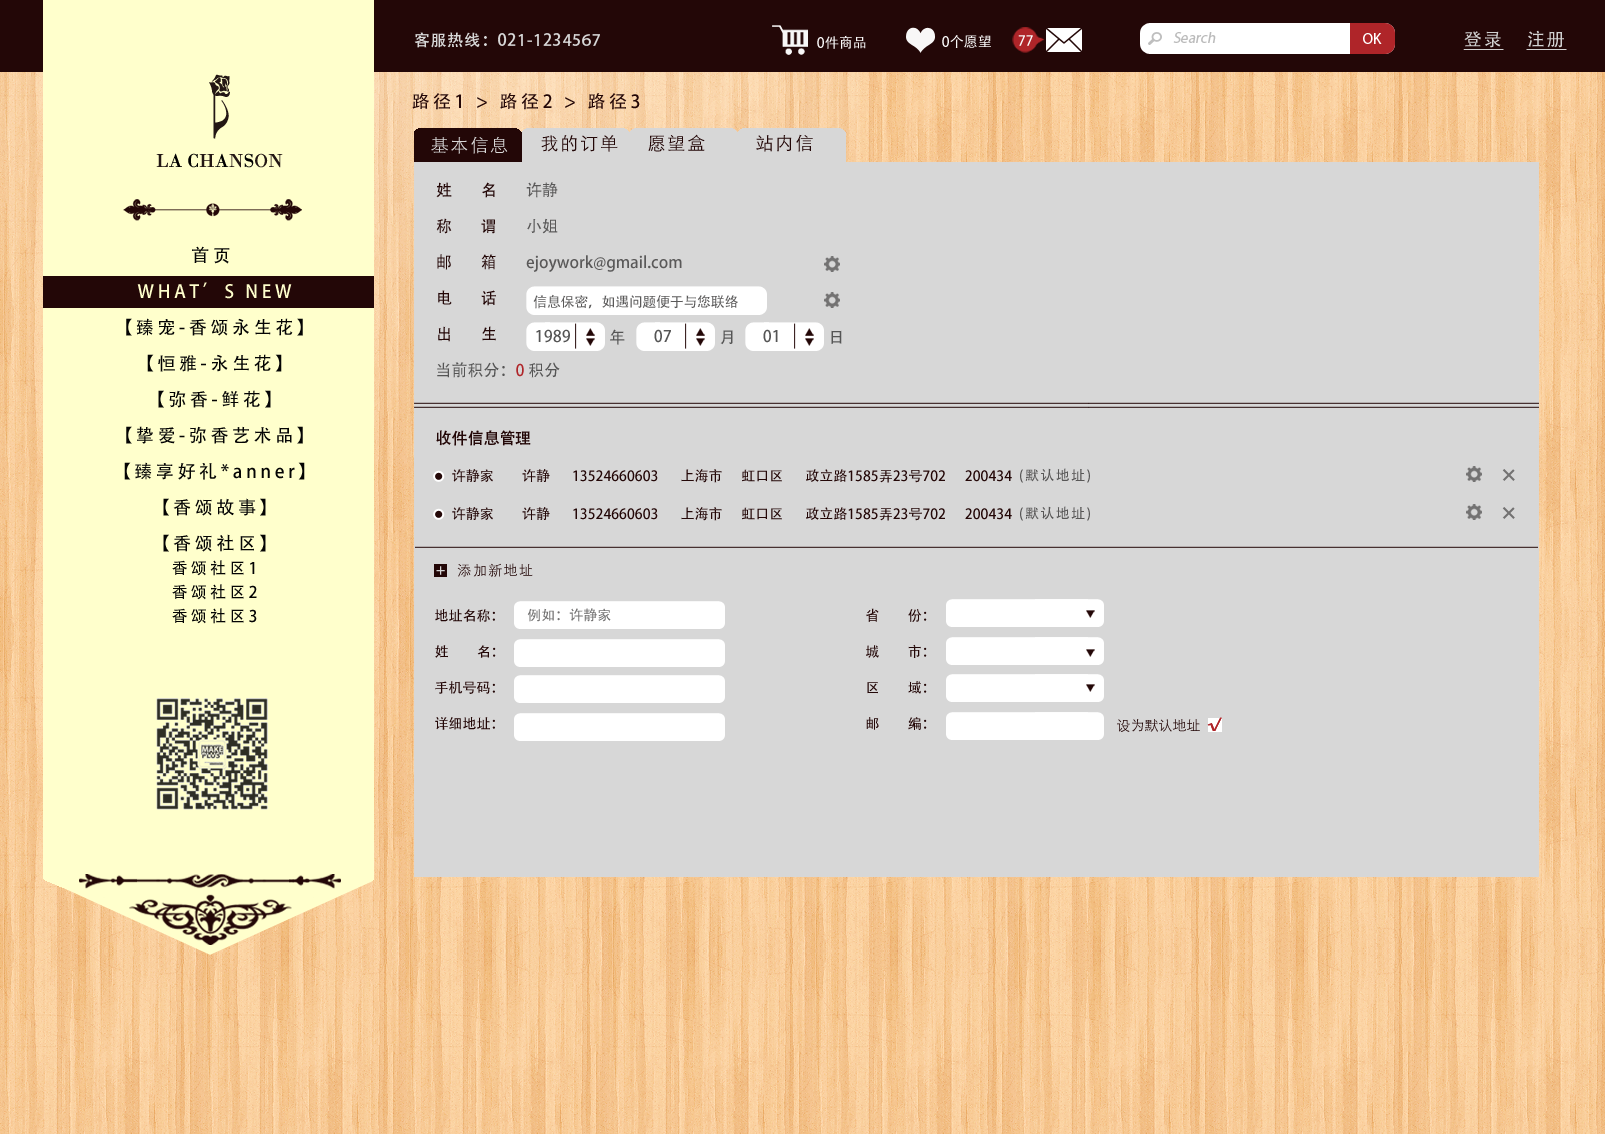 客服热线：021-1234567
0件商品
0个愿望
77
Search
OK
登录
注册
LA CHANSON
首页
WHAT’S NEW
【臻宠-香颂永生花】
【恒雅-永生花】
【弥香-鲜花】
【挚爱-弥香艺术品】
【臻享好礼*anner】
【香颂故事】
【香颂社区】
香颂社区1
香颂社区2
香颂社区3
MAKE
PLUS
路径1 > 路径2 > 路径3
基本信息 我的订单 愿望盒 站内信
姓 名 许静
称 谓 小姐
邮 箱 ejoywork@gmail.com
电 话 信息保密，如遇问题便于与您联络
出 生 1989 年 07 月 01 日
当前积分：0 积分
收件信息管理
许静家 许静 13524660603 上海市 虹口区 政立路1585弄23号702 200434（默认地址）
许静家 许静 13524660603 上海市 虹口区 政立路1585弄23号702 200434（默认地址）
添加新地址
地址名称： 例如：许静家 省 份：
姓 名： 城 市：
手机号码： 区 域：
详细地址： 邮 编： 设为默认地址